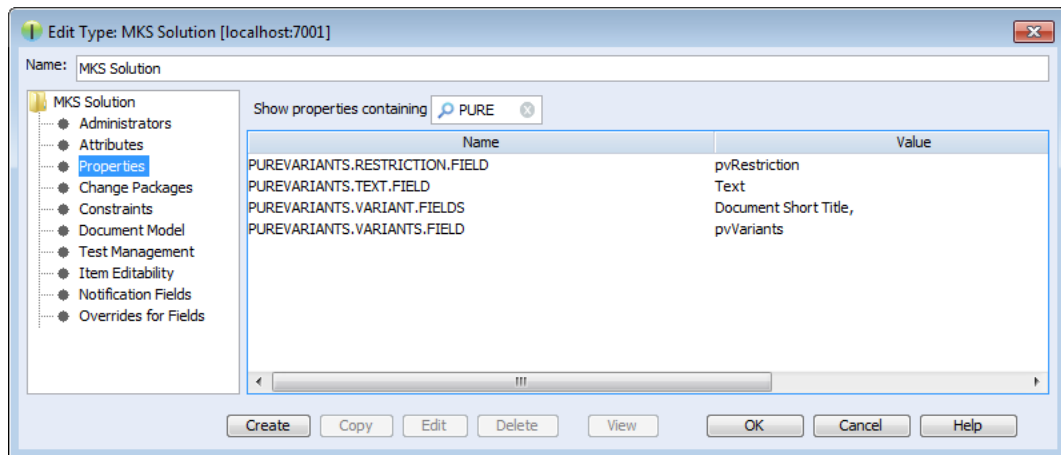 Edit Type: MKS Solution [localhost:7001]
Name: MKS Solution
MKS Solution
Administrators
Attributes
Properties
Change Packages
Constraints
Document Model
Test Management
Item Editability
Notification Fields
Overrides for Fields
Show properties containing PURE
Name Value
PUREVARIANTS.RESTRICTION.FIELD pvRestriction
PUREVARIANTS.TEXT.FIELD Text
PUREVARIANTS.VARIANT.FIELDS Document Short Title,
PUREVARIANTS.VARIANTS.FIELD pvVariants
Create Copy Edit Delete View OK Cancel Help